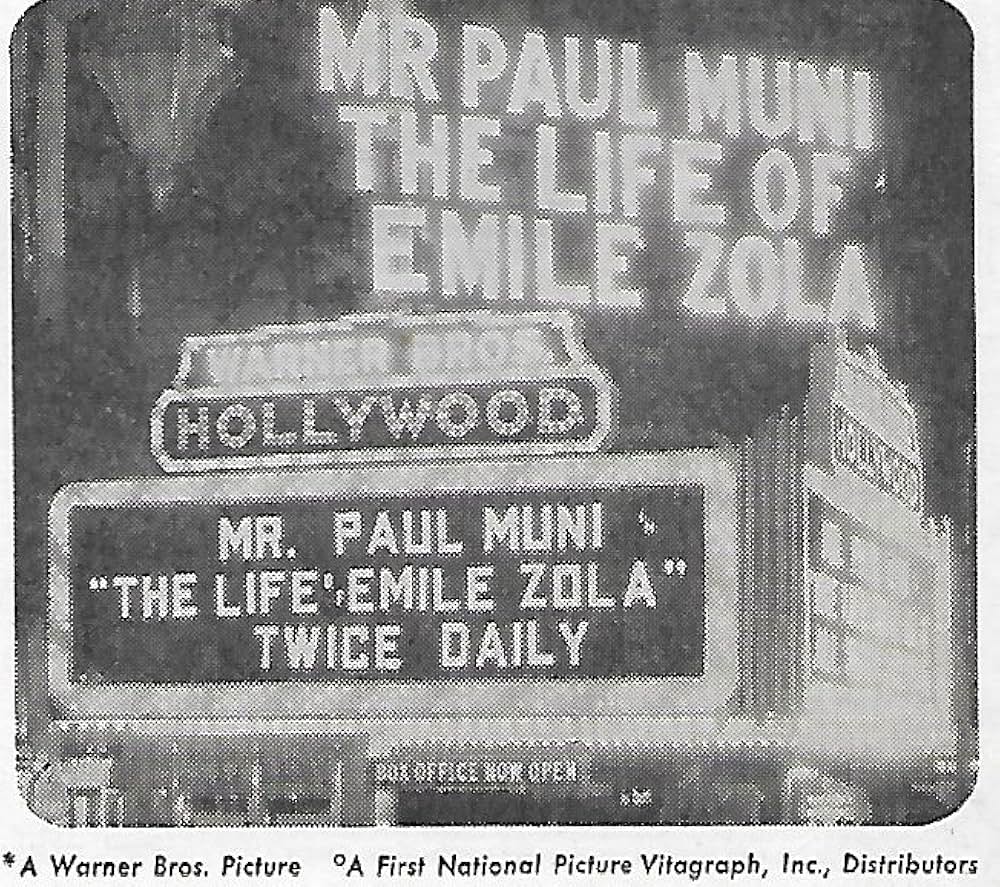 MR PAUL MUNI
THE LIFE OF
EMILE ZOLA
WARNER BROS.
HOLLYWOOD
MR. PAUL MUNI
"THE LIFE OF EMILE ZOLA"
TWICE DAILY
BOX OFFICE NOW OPEN
*A Warner Bros. Picture °A First National Picture Vitagraph, Inc., Distributors